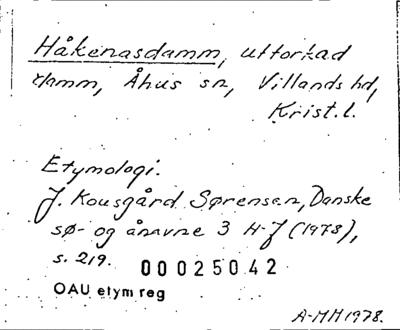 Håkenasdamm, uttorkad
damm, Åhus sn, Villands hd,
Krist. l.
Etymologi.
J. Kousgård Sørensen, Danske
sø- og ånavne 3 H-J (1978),
s. 219.
00025042
OAU etym reg
A-MH 1978.